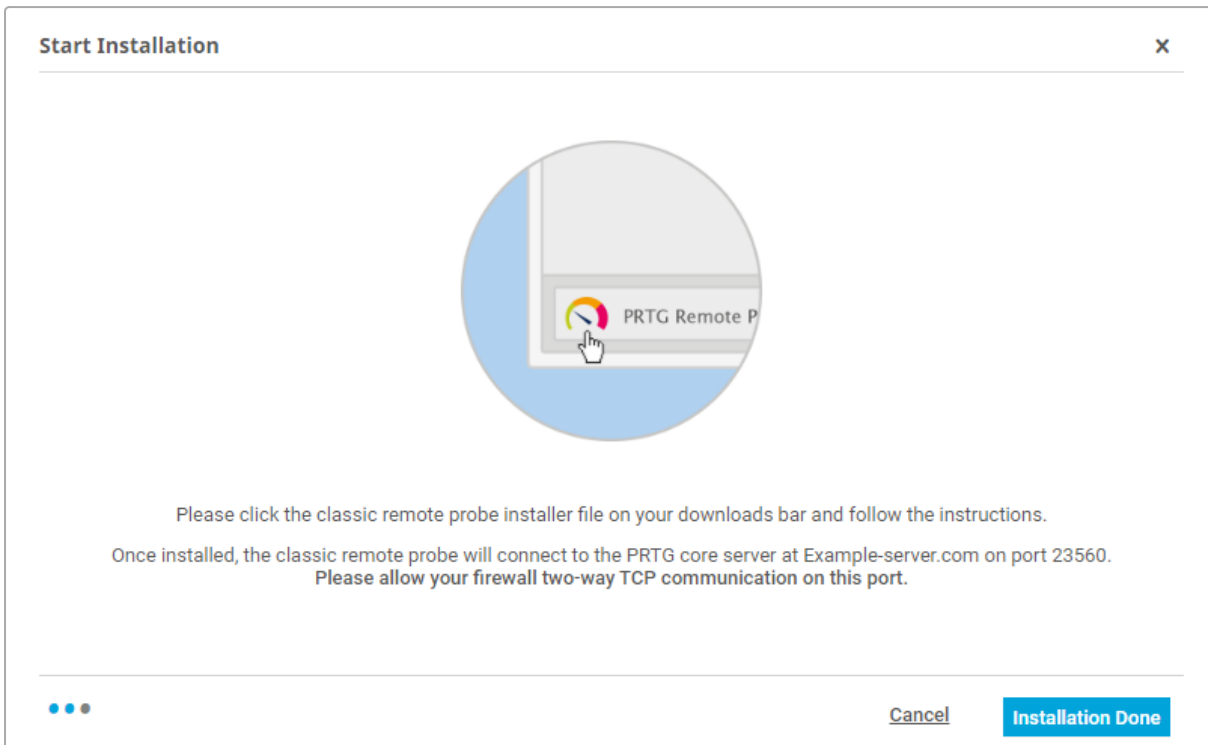 Start Installation
PRTG Remote P
Please click the classic remote probe installer file on your downloads bar and follow the instructions.
Once installed, the classic remote probe will connect to the PRTG core server at Example-server.com on port 23560.
Please allow your firewall two-way TCP communication on this port.
Cancel
Installation Done